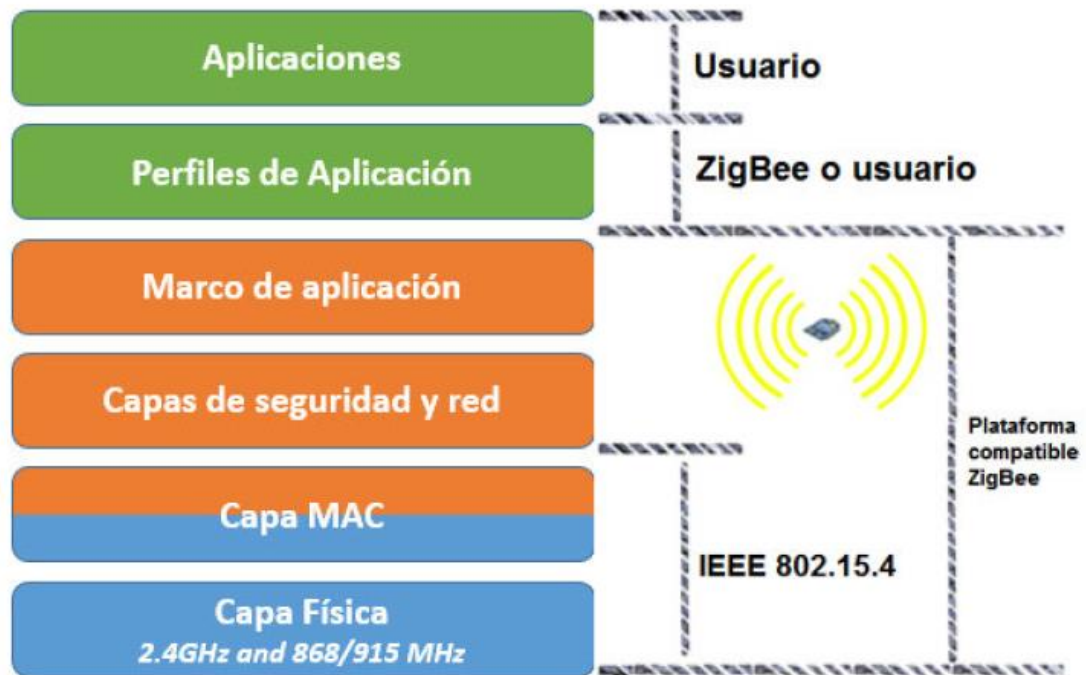 Aplicaciones
Usuario
Perfiles de Aplicación
ZigBee o usuario
Marco de aplicación
Capas de seguridad y red
Plataforma
compatible
ZigBee
Capa MAC
IEEE 802.15.4
Capa Física
2.4GHz and 868/915 MHz